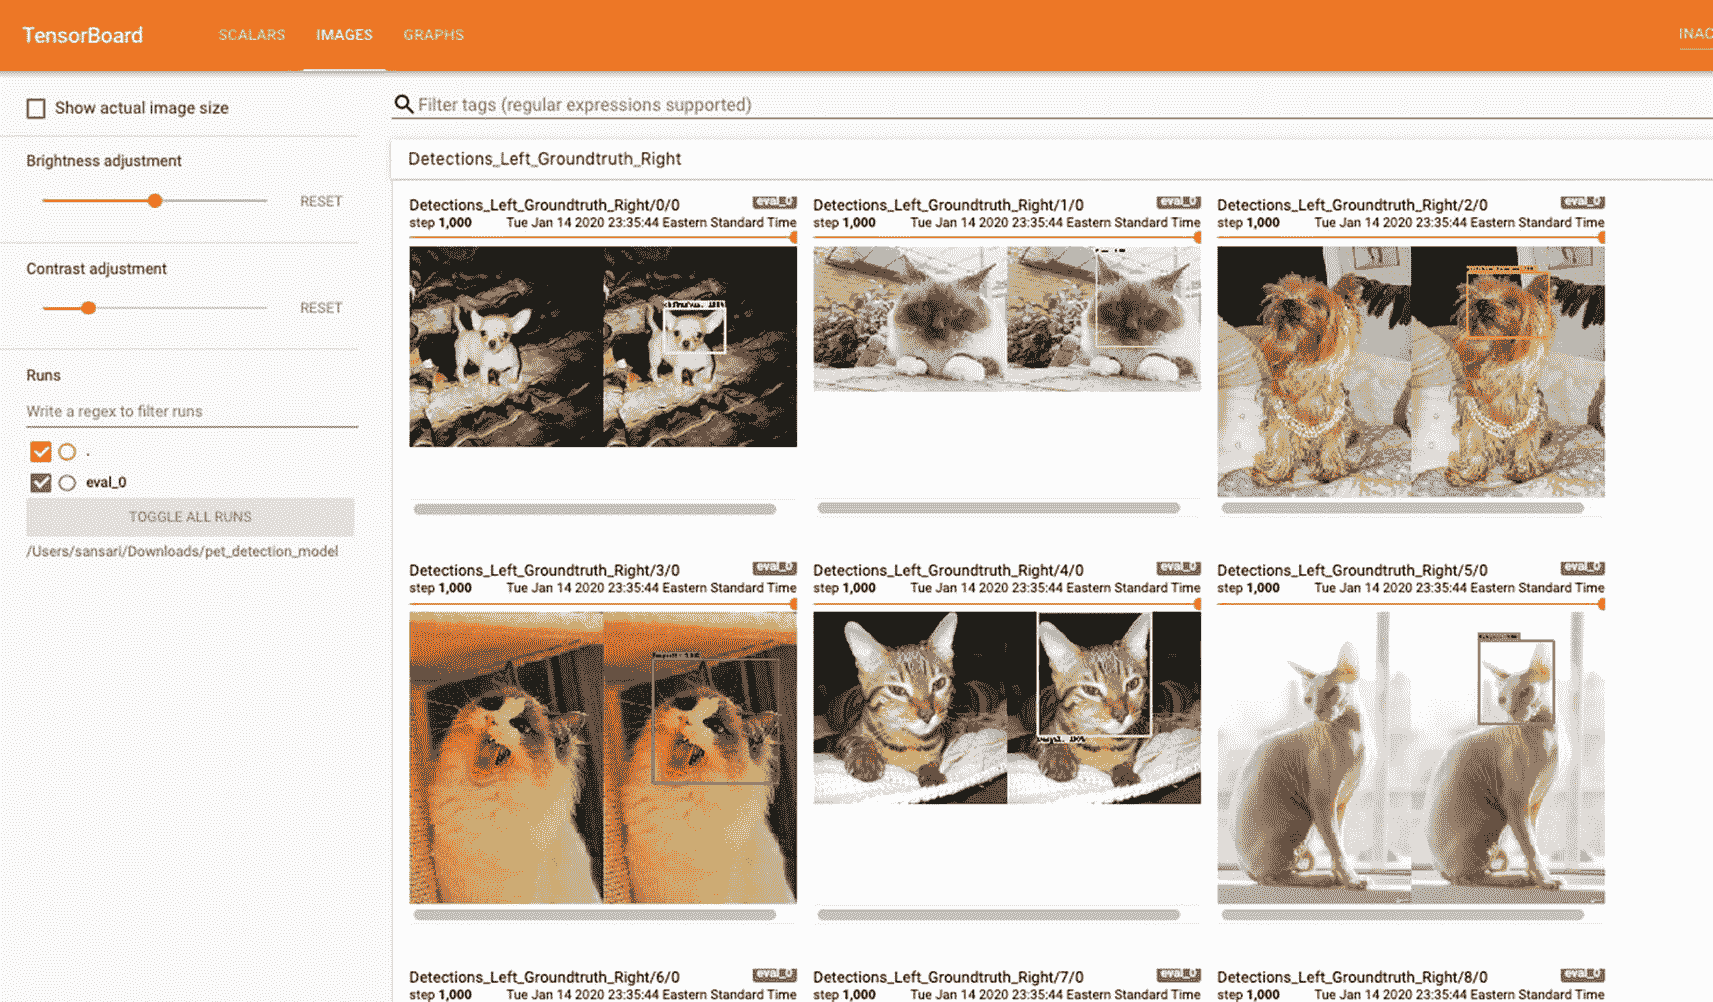 TensorBoard SCALARS IMAGES GRAPHS INAC
Show actual image size
Filter tags (regular expressions supported)
Brightness adjustment
RESET
Contrast adjustment
RESET
Runs
Write a regex to filter runs
.
eval_0
TOGGLE ALL RUNS
/Users/sansari/Downloads/pet_detection_model
Detections_Left_Groundtruth_Right
Detections_Left_Groundtruth_Right/0/0 eval_0
step 1,000 Tue Jan 14 2020 23:35:44 Eastern Standard Time
Detections_Left_Groundtruth_Right/1/0 eval_0
step 1,000 Tue Jan 14 2020 23:35:44 Eastern Standard Time
Detections_Left_Groundtruth_Right/2/0 eval_0
step 1,000 Tue Jan 14 2020 23:35:44 Eastern Standard Time
Detections_Left_Groundtruth_Right/3/0 eval_0
step 1,000 Tue Jan 14 2020 23:35:44 Eastern Standard Time
Detections_Left_Groundtruth_Right/4/0 eval_0
step 1,000 Tue Jan 14 2020 23:35:44 Eastern Standard Time
Detections_Left_Groundtruth_Right/5/0 eval_0
step 1,000 Tue Jan 14 2020 23:35:44 Eastern Standard Time
Detections_Left_Groundtruth_Right/6/0 eval_0
step 1,000 Tue Jan 14 2020 23:35:44 Eastern Standard Time
Detections_Left_Groundtruth_Right/7/0 eval_0
step 1,000 Tue Jan 14 2020 23:35:44 Eastern Standard Time
Detections_Left_Groundtruth_Right/8/0 eval_0
step 1,000 Tue Jan 14 2020 23:35:44 Eastern Standard Time